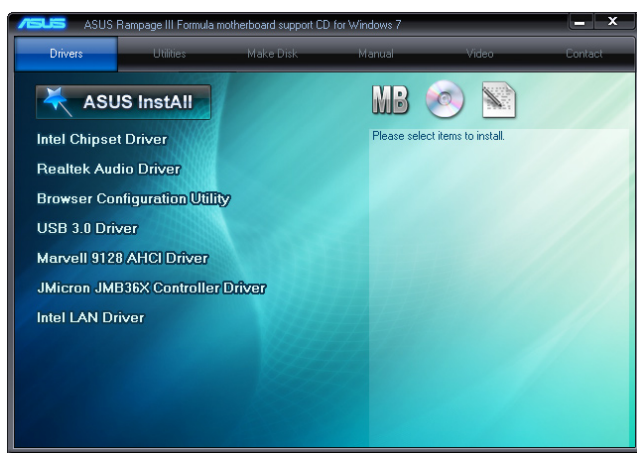 ASUS ASUS Rampage III Formula motherboard support CD for Windows 7
Drivers Utilities Make Disk Manual Video Contact
ASUS InstAll
MB
Please select items to install.
Intel Chipset Driver
Realtek Audio Driver
Browser Configuration Utility
USB 3.0 Driver
Marvell 9128 AHCI Driver
JMicron JMB36X Controller Driver
Intel LAN Driver